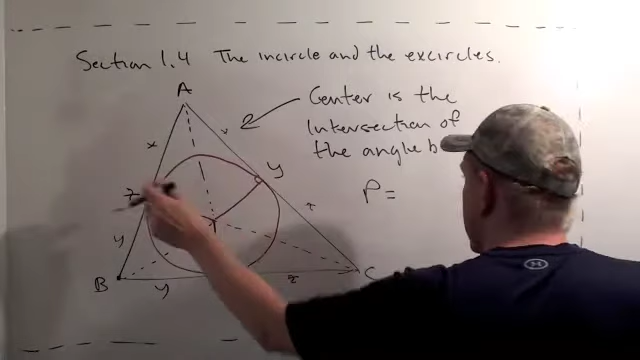 Section 1.4 The incircle and the excircles.
A
Center is the
intersection of
the angle b
P =
x
x
Y
Z
z
y
I
B
y
z
C